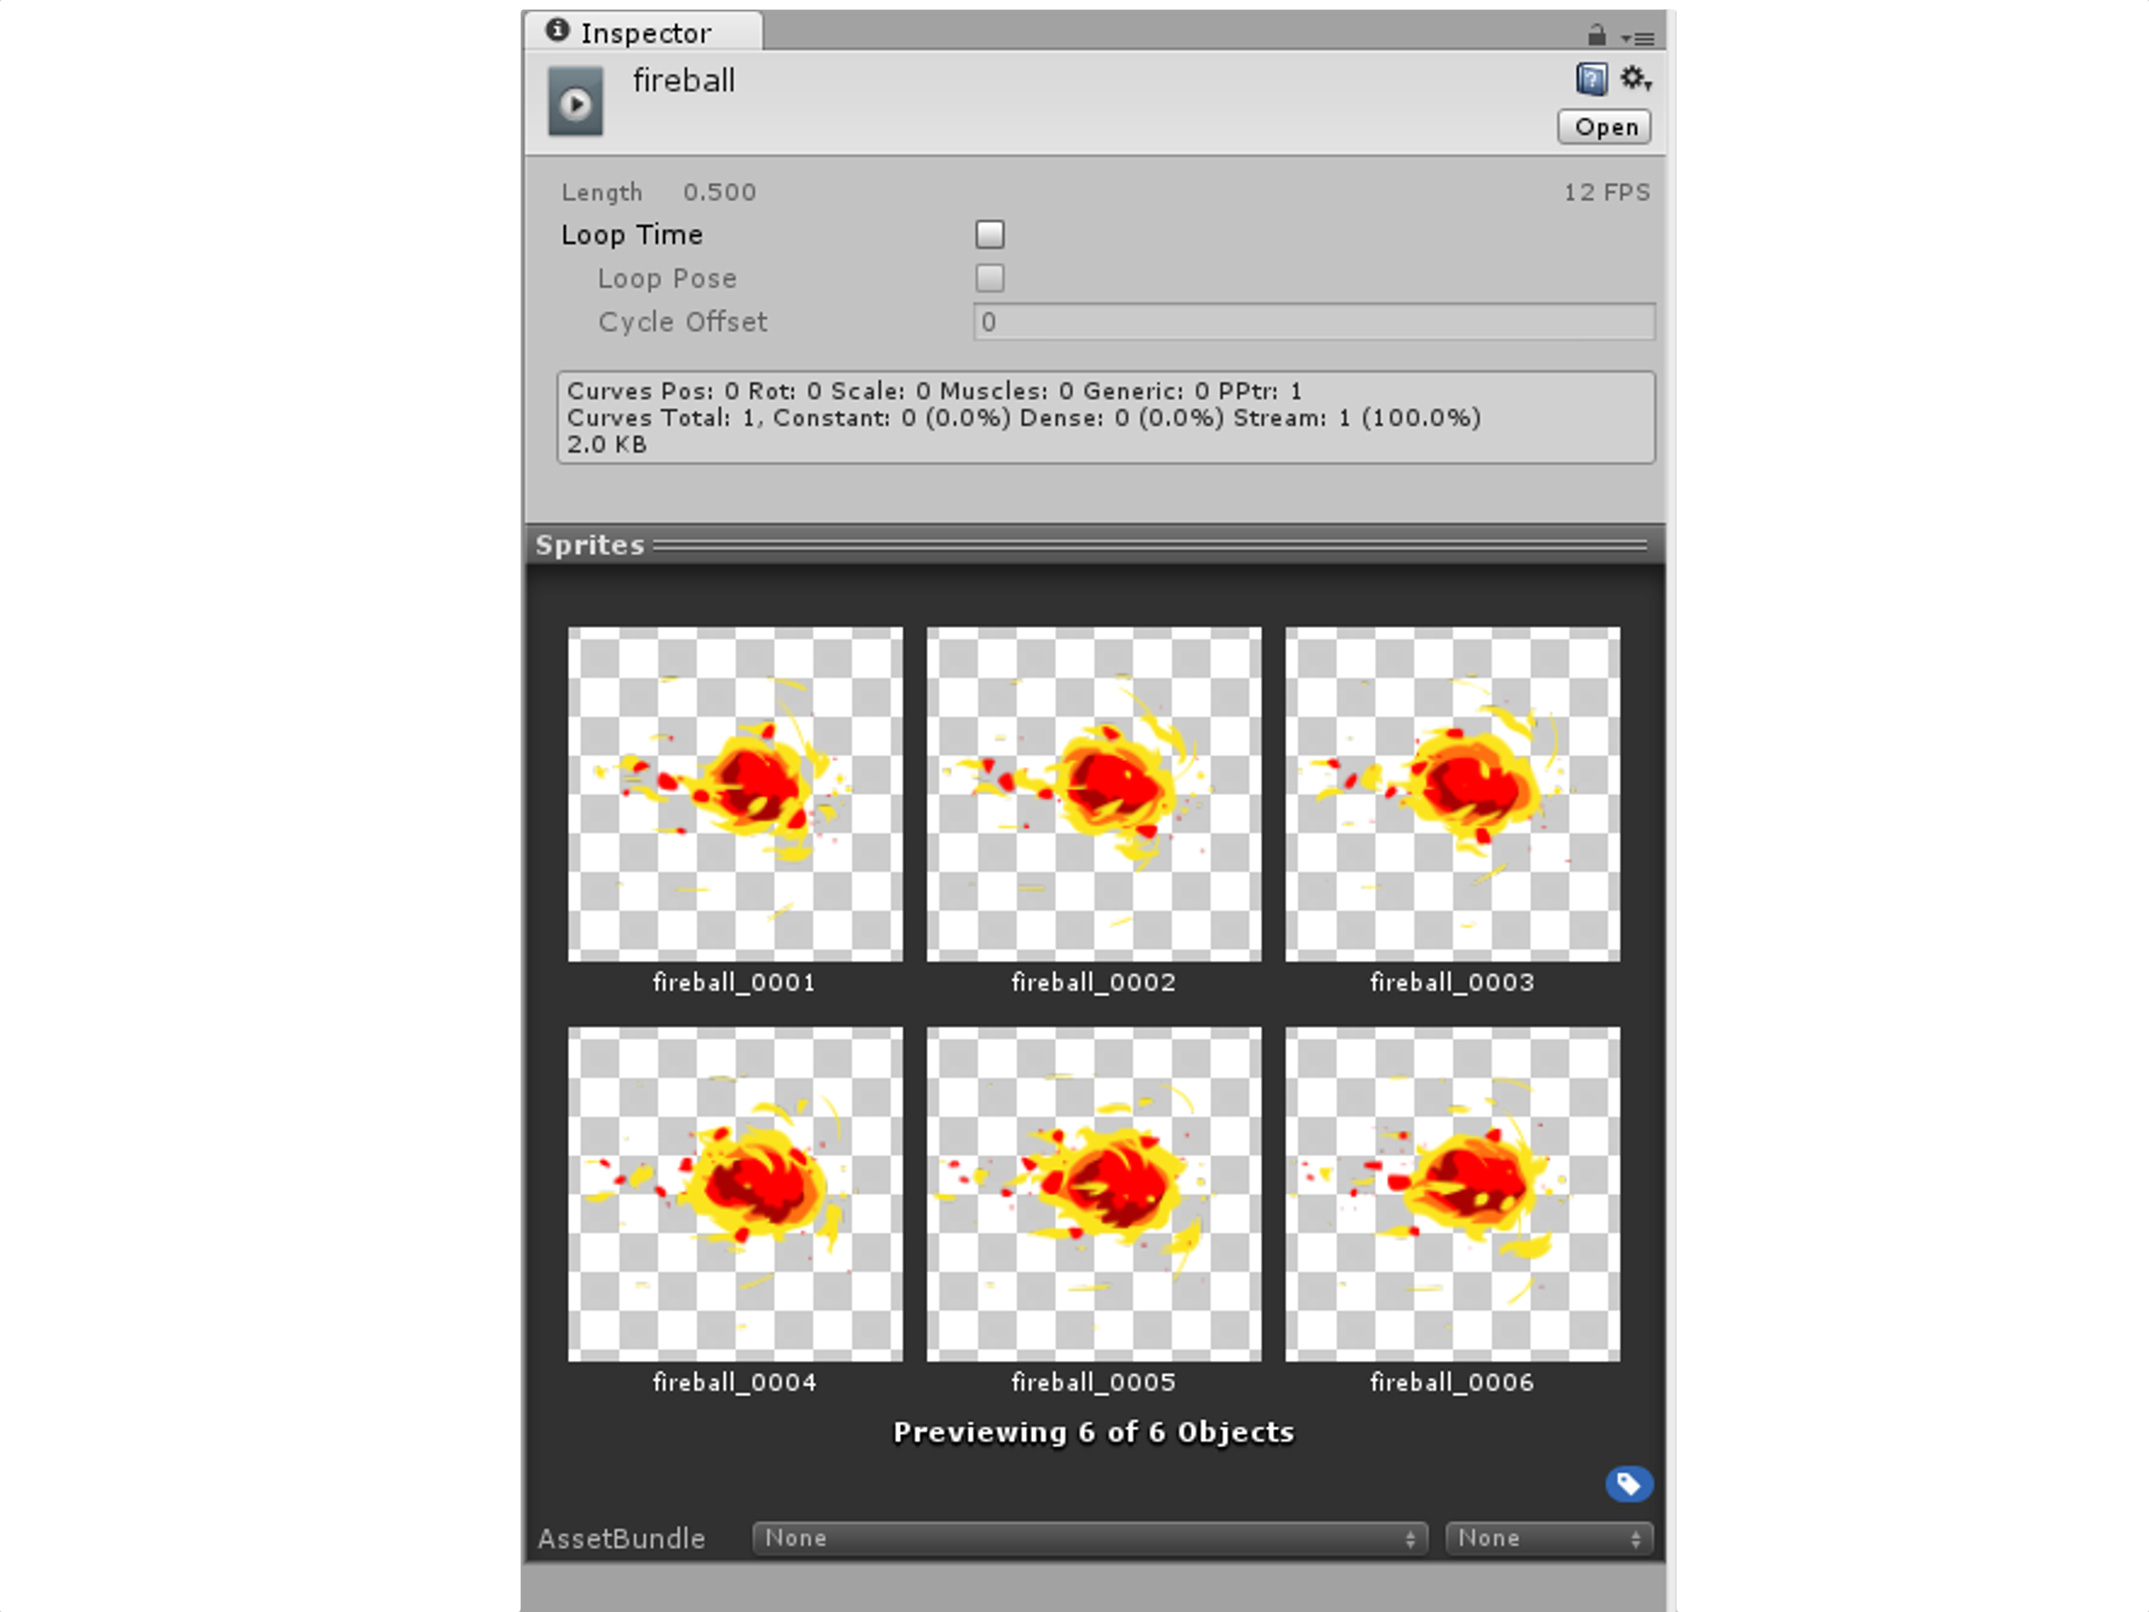 Inspector
fireball
Open
Length 0.500 12 FPS
Loop Time
Loop Pose
Cycle Offset 0
Curves Pos: 0 Rot: 0 Scale: 0 Muscles: 0 Generic: 0 PPtr: 1
Curves Total: 1, Constant: 0 (0.0%) Dense: 0 (0.0%) Stream: 1 (100.0%)
2.0 KB
Sprites
fireball_0001 fireball_0002 fireball_0003
fireball_0004 fireball_0005 fireball_0006
Previewing 6 of 6 Objects
AssetBundle None None